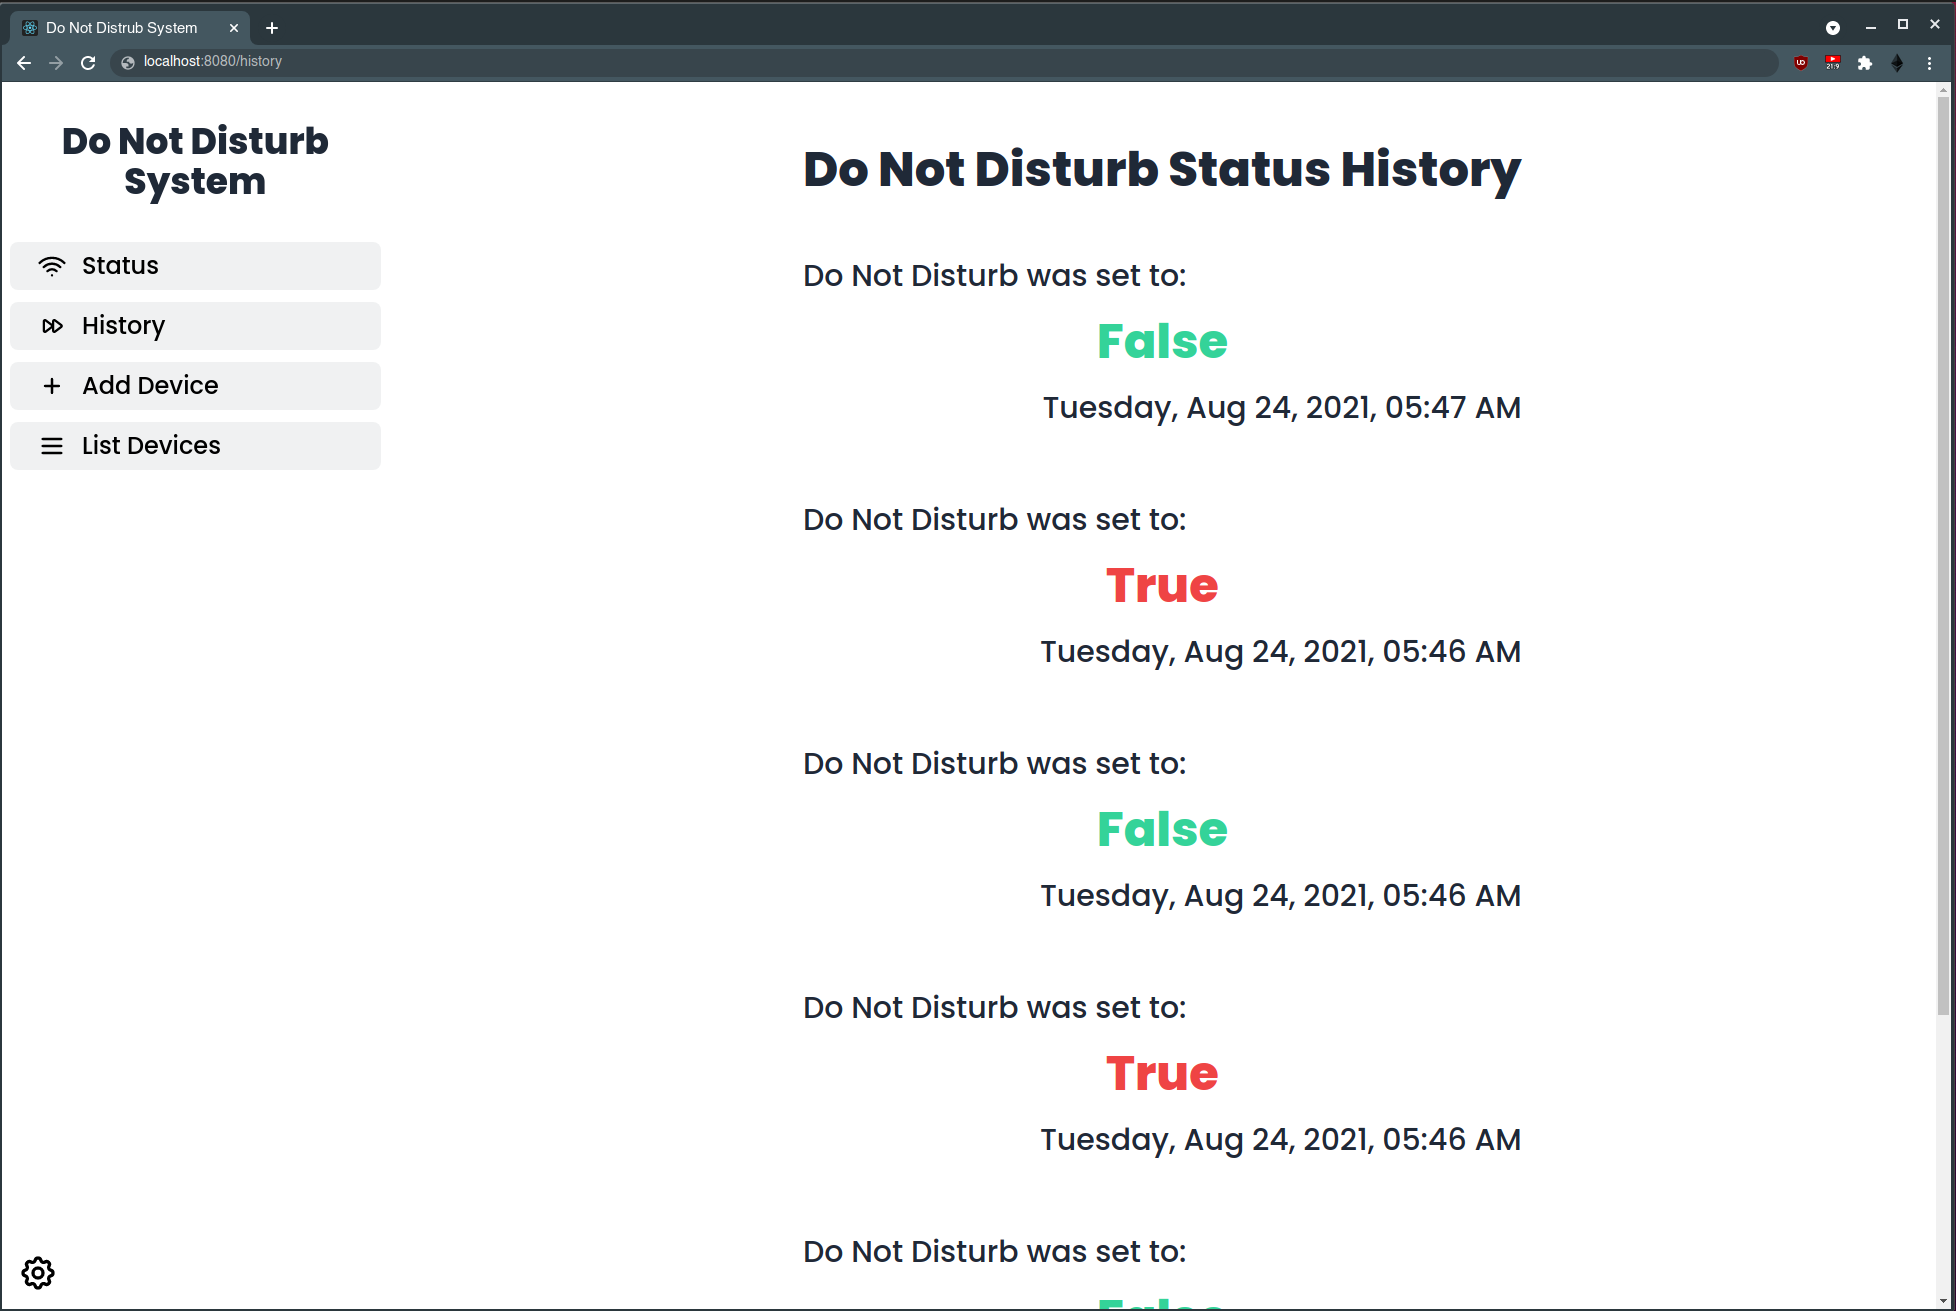 Do Not Distrub System
localhost:8080/history
21:9
Do Not Disturb
System
Status
History
Add Device
List Devices
Do Not Disturb Status History
Do Not Disturb was set to:
False
Tuesday, Aug 24, 2021, 05:47 AM
Do Not Disturb was set to:
True
Tuesday, Aug 24, 2021, 05:46 AM
Do Not Disturb was set to:
False
Tuesday, Aug 24, 2021, 05:46 AM
Do Not Disturb was set to:
True
Tuesday, Aug 24, 2021, 05:46 AM
Do Not Disturb was set to:
False